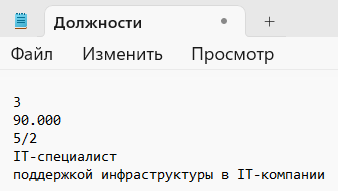 Должности
Файл Изменить Просмотр
3
90.000
5/2
IT-специалист
поддержкой инфраструктуры в IT-компании